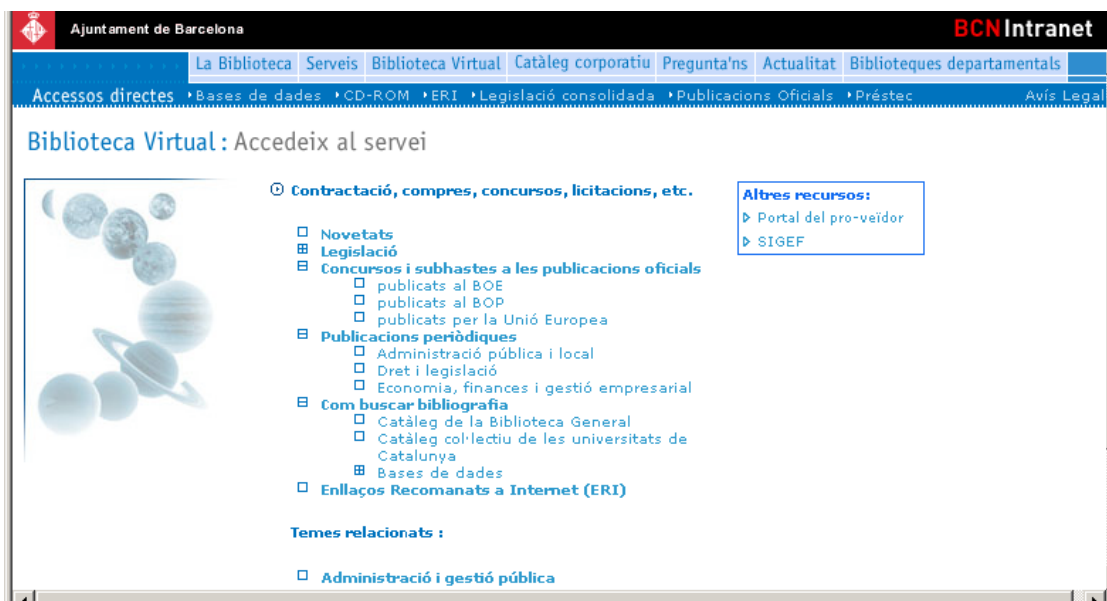 Ajuntament de Barcelona
BCN Intranet
La Biblioteca Serveis Biblioteca Virtual Catàleg corporatiu Pregunta'ns Actualitat Biblioteques departamentals
Accessos directes Bases de dades CD-ROM ERI Legislació consolidada Publicacions Oficials Préstec Avís Legal
Biblioteca Virtual: Accedeix al servei
Contractació, compres, concursos, licitacions, etc.
Novetats
Legislació
Concursos i subhastes a les publicacions oficials
publicats al BOE
publicats al BOP
publicats per la Unió Europea
Publicacions periòdiques
Administració pública i local
Dret i legislació
Economia, finances i gestió empresarial
Com buscar bibliografia
Catàleg de la Biblioteca General
Catàleg col·lectiu de les universitats de
Catalunya
Bases de dades
Enllaços Recomanats a Internet (ERI)
Temes relacionats :
Administració i gestió pública
Altres recursos:
Portal del pro-veïdor
SIGEF